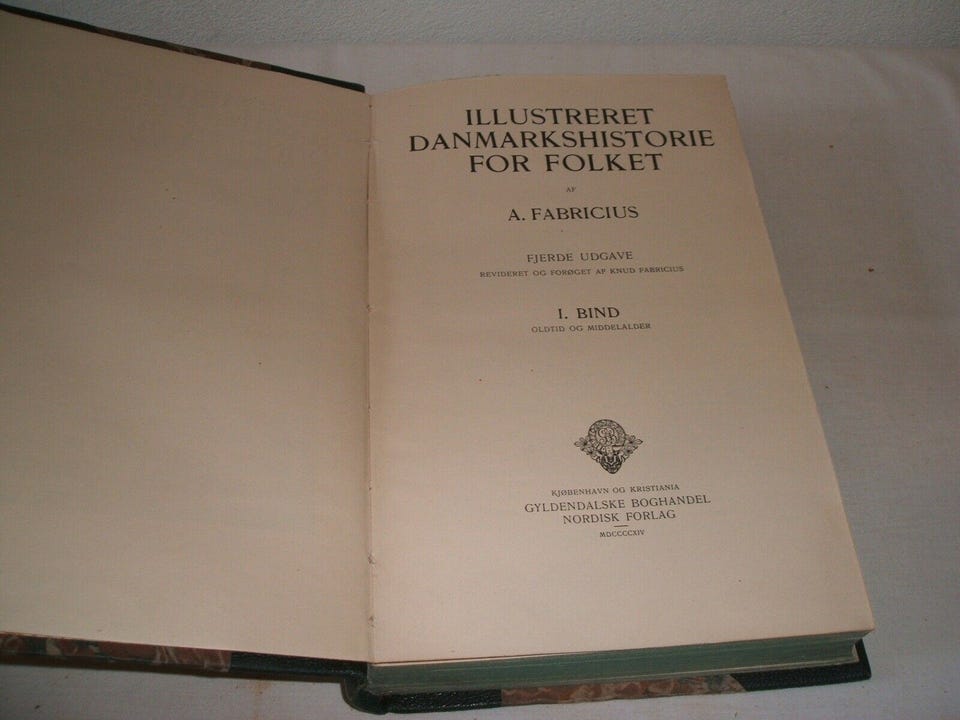 ILLUSTRERET
DANMARKSHISTORIE
FOR FOLKET
AF
A. FABRICIUS
FJERDE UDGAVE
REVIDERET OG FORØGET AF KNUD FABRICIUS
I. BIND
OLDTID OG MIDDELALDER
KJØBENHAVN OG KRISTIANIA
GYLDENDALSKE BOGHANDEL
NORDISK FORLAG
MDCCCCXIV